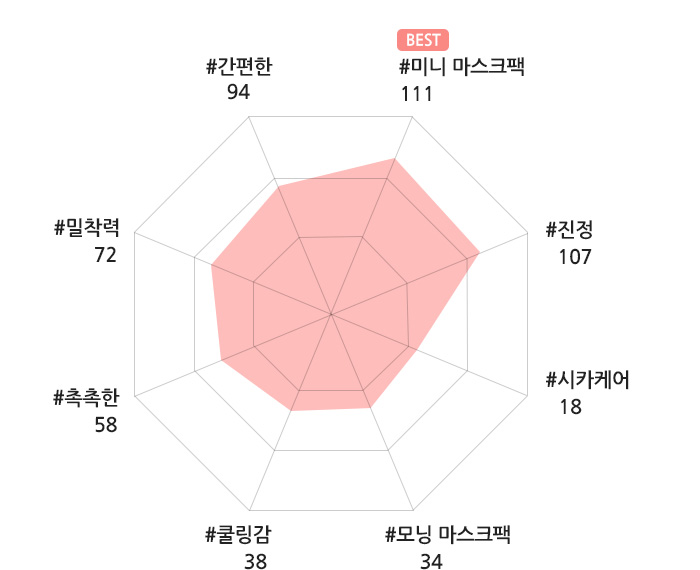 BEST
#간편한
94
#미니 마스크팩
111
#진정
107
#시카케어
18
#모닝 마스크팩
34
#쿨링감
38
#촉촉한
58
#밀착력
72